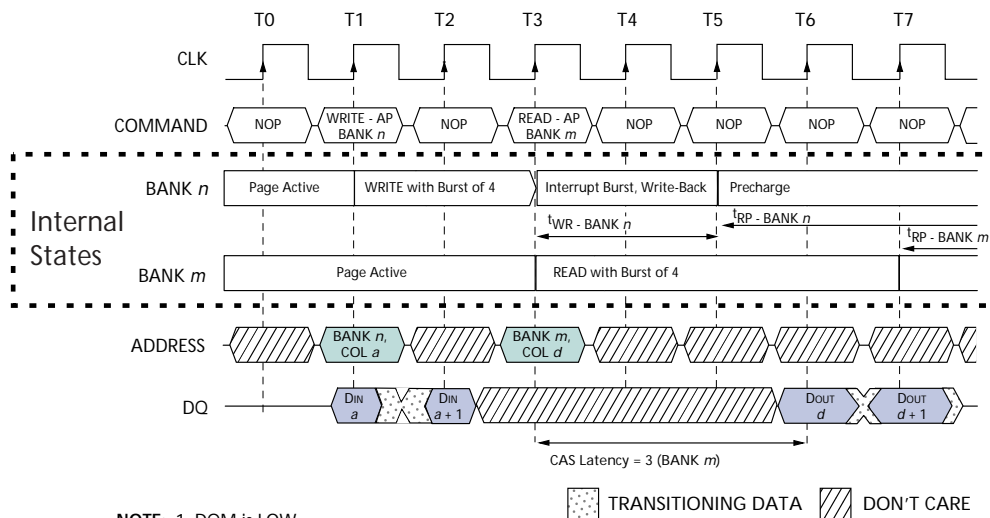 T0 T1 T2 T3 T4 T5 T6 T7
CLK
COMMAND NOP WRITE - AP BANK n NOP READ - AP BANK m NOP NOP NOP NOP
Internal States
BANK n Page Active WRITE with Burst of 4 Interrupt Burst, Write-Back Precharge
tWR - BANK n tRP - BANK n
tRP - BANK m
BANK m Page Active READ with Burst of 4
ADDRESS BANK n, COL a BANK m, COL d
DQ DIN a DIN a + 1 DOUT d DOUT d + 1
CAS Latency = 3 (BANK m)
TRANSITIONING DATA DON'T CARE